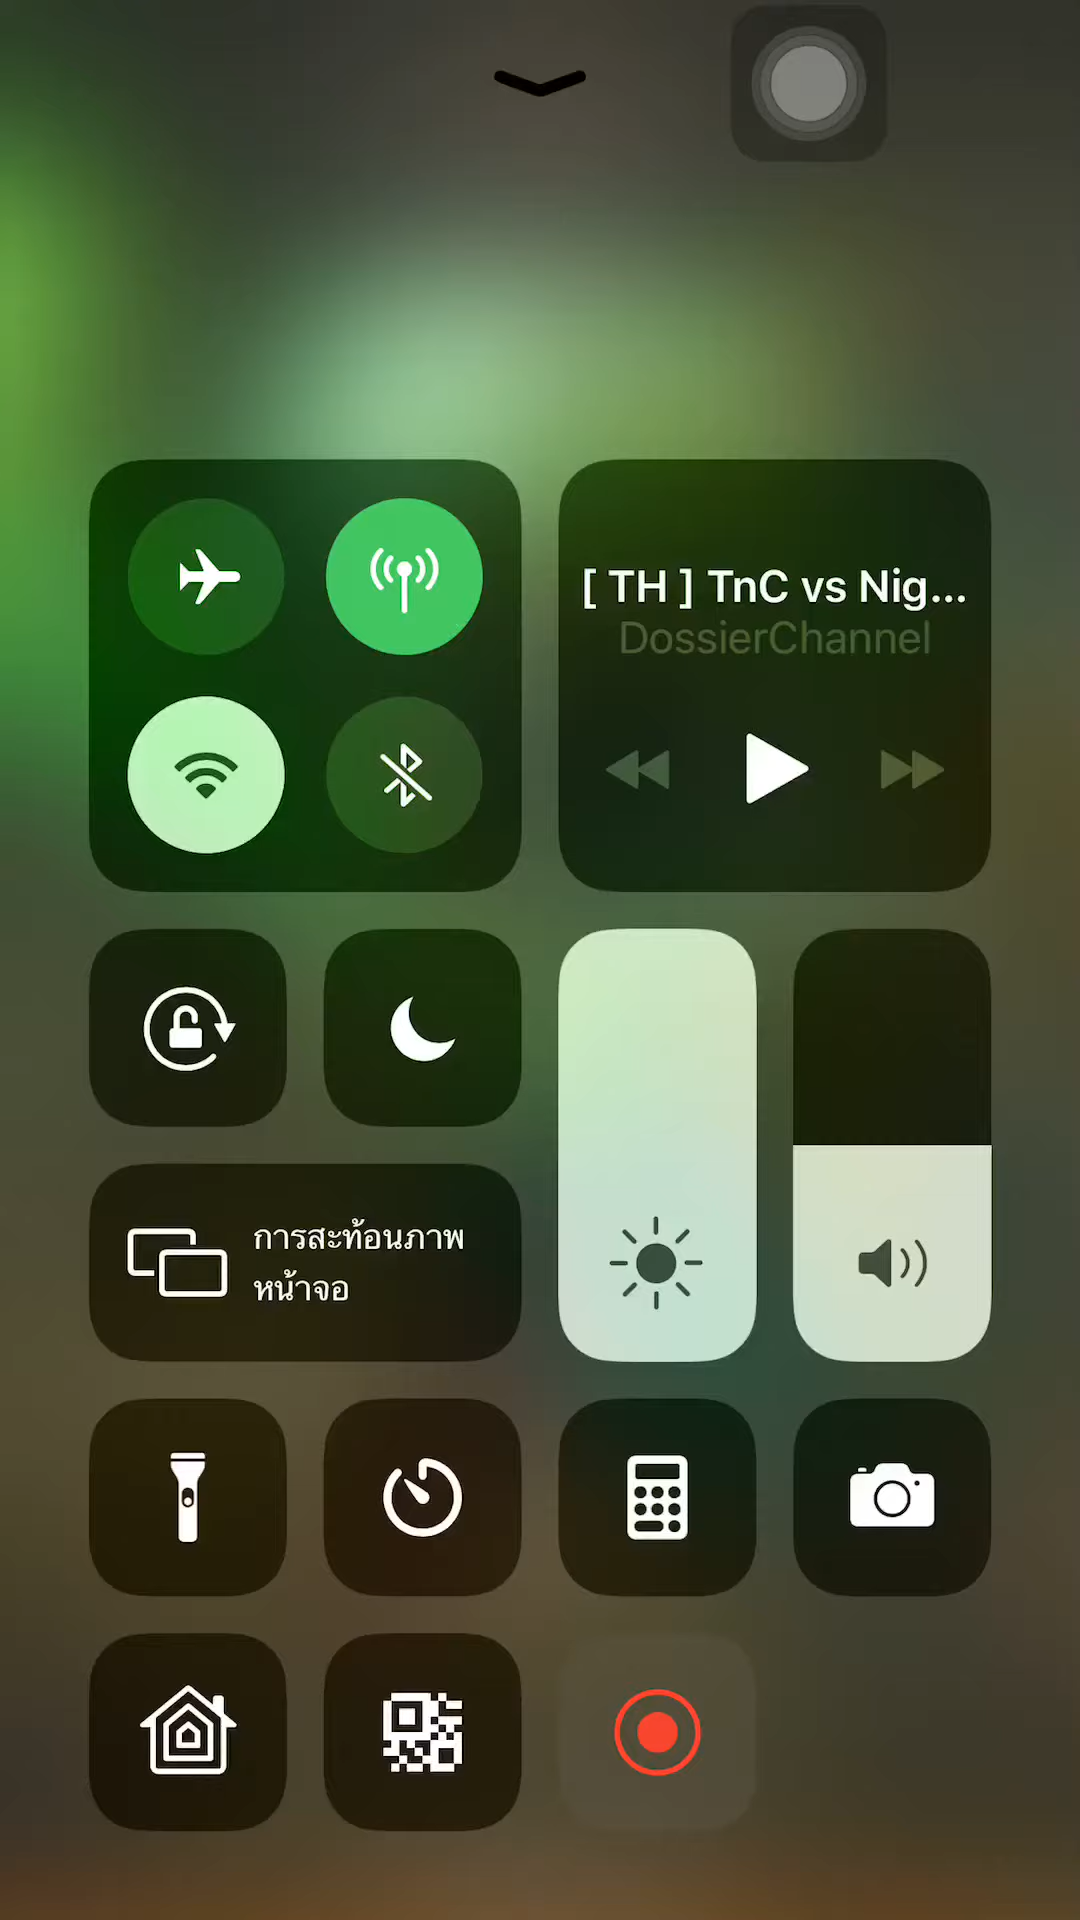 [ TH ] TnC vs Nig...
DossierChannel
การสะท้อนภาพ
หน้าจอ